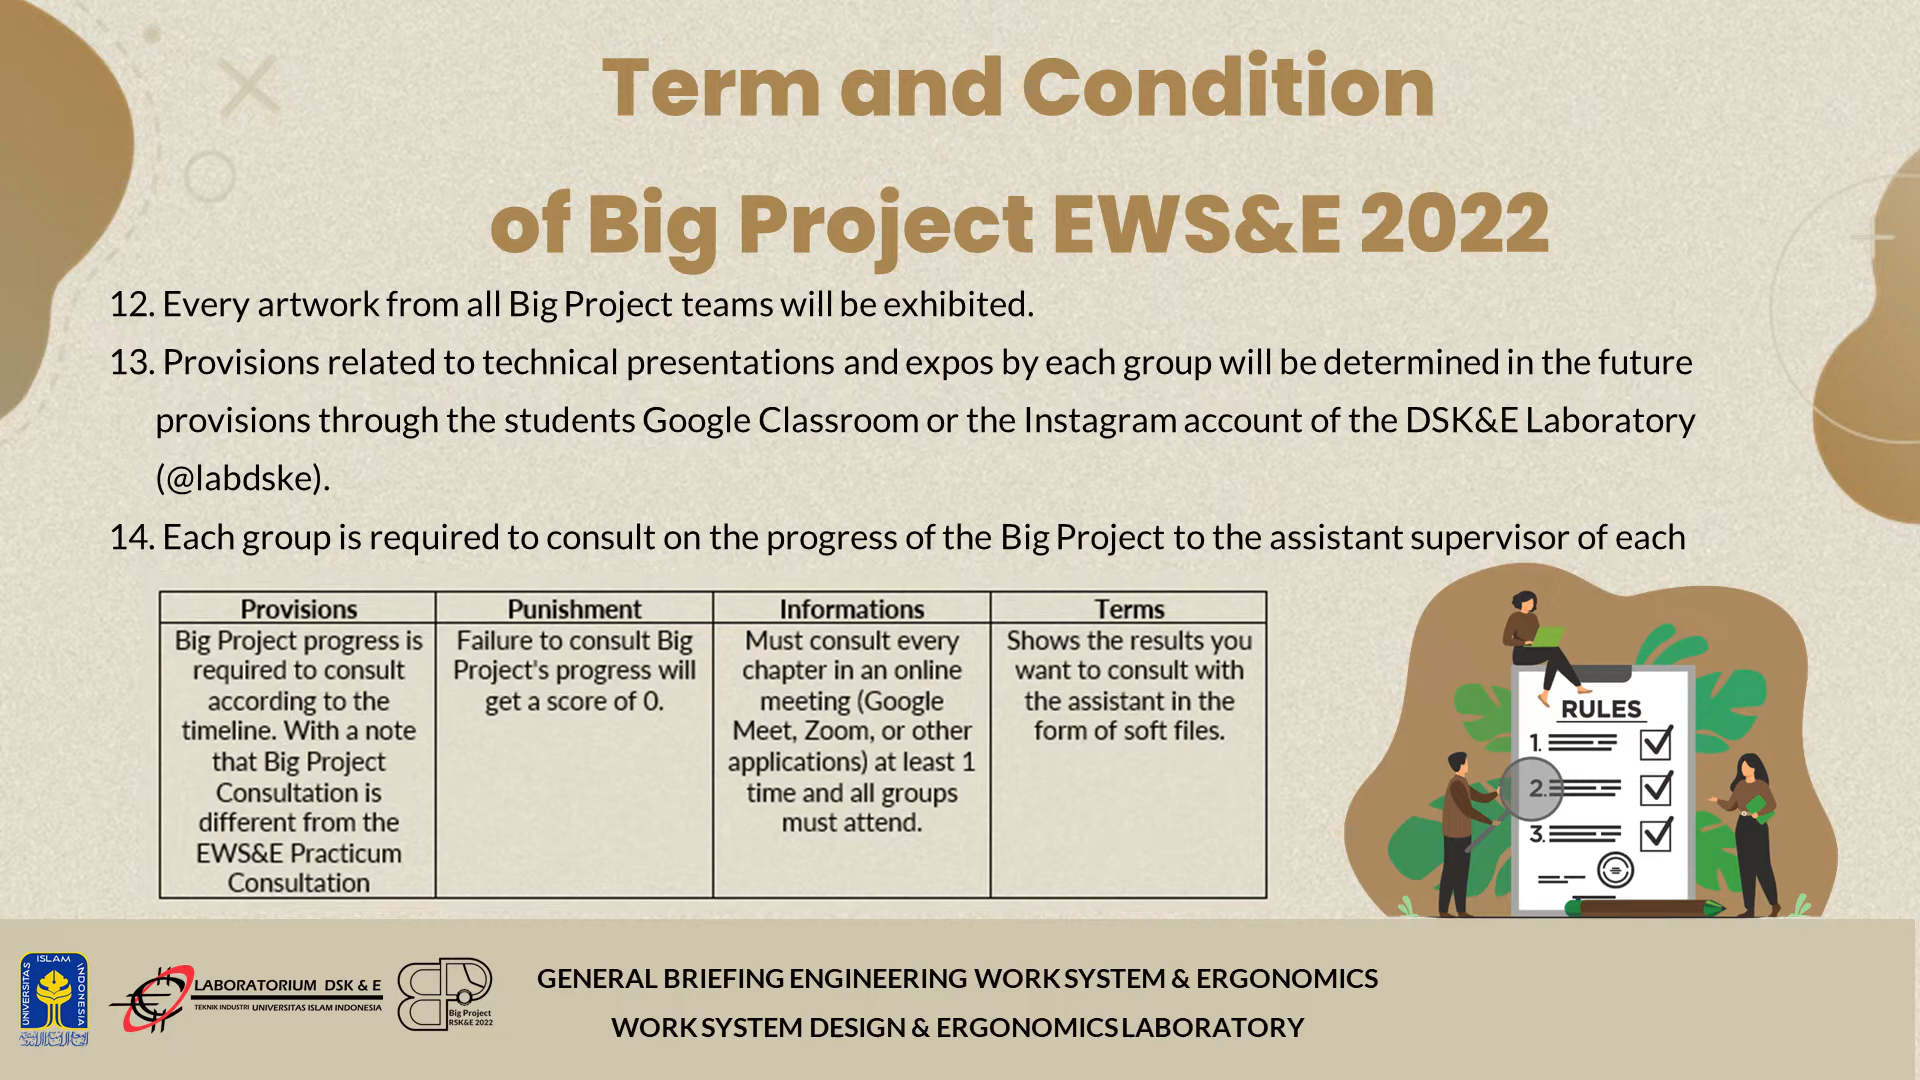 Term and Condition
of Big Project EWS&E 2022
12. Every artwork from all Big Project teams will be exhibited.
13. Provisions related to technical presentations and expos by each group will be determined in the future
provisions through the students Google Classroom or the Instagram account of the DSK&E Laboratory
(@labdske).
14. Each group is required to consult on the progress of the Big Project to the assistant supervisor of each
Provisions
Big Project progress is
required to consult
according to the
timeline. With a note
that Big Project
Consultation is
different from the
EWS&E Practicum
Consultation
Punishment
Failure to consult Big
Project's progress will
get a score of 0.
Informations
Must consult every
chapter in an online
meeting (Google
Meet, Zoom, or other
applications) at least 1
time and all groups
must attend.
Terms
Shows the results you
want to consult with
the assistant in the
form of soft files.
RULES
1.
2.
3.
UNIVERSITAS
ISLAM
INDONESIA
LABORATORIUM DSK & E
TEKNIK INDUSTRI UNIVERSITAS ISLAM INDONESIA
Big Project
RSK&E 2022
GENERAL BRIEFING ENGINEERING WORK SYSTEM & ERGONOMICS
WORK SYSTEM DESIGN & ERGONOMICS LABORATORY